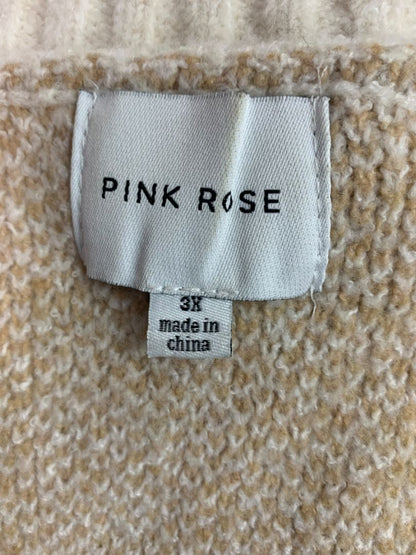 PINK ROSE
3X
made in
china